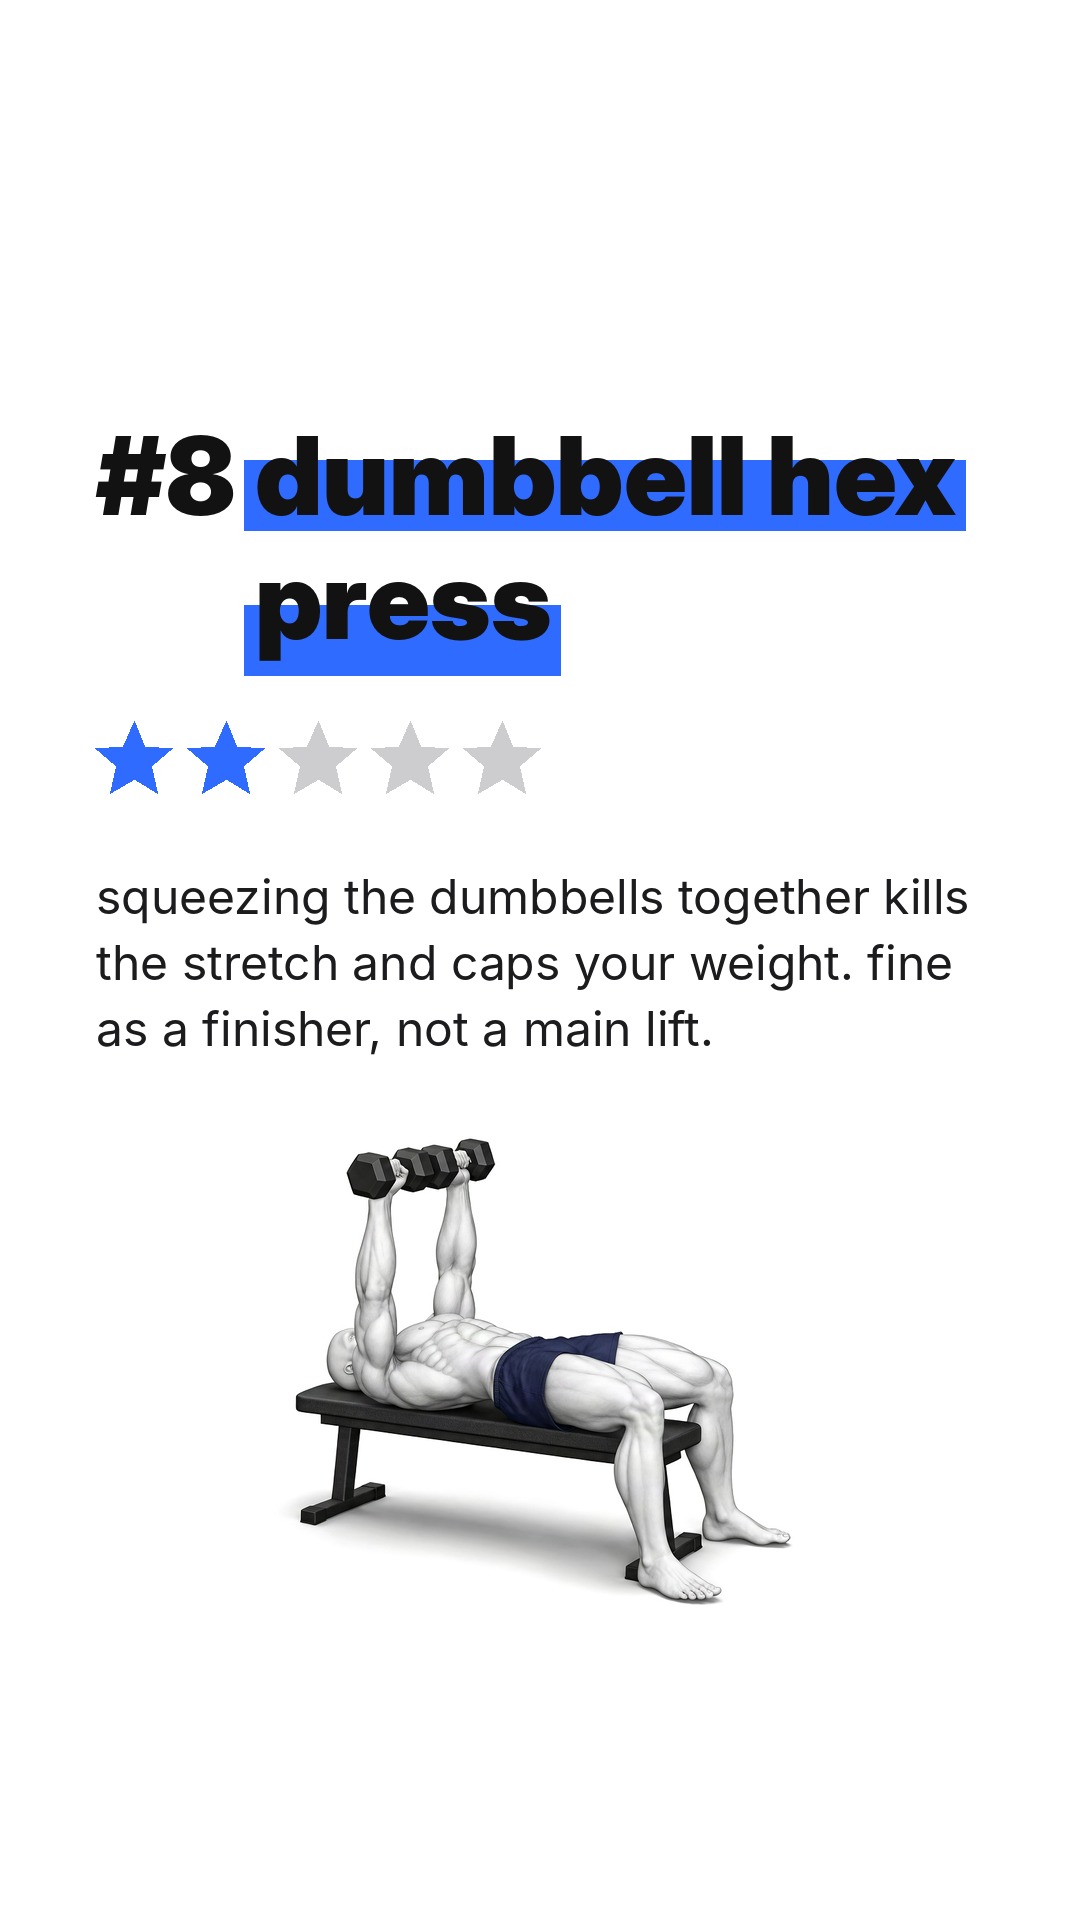 #8 dumbbell hex
press
squeezing the dumbbells together kills
the stretch and caps your weight. fine
as a finisher, not a main lift.